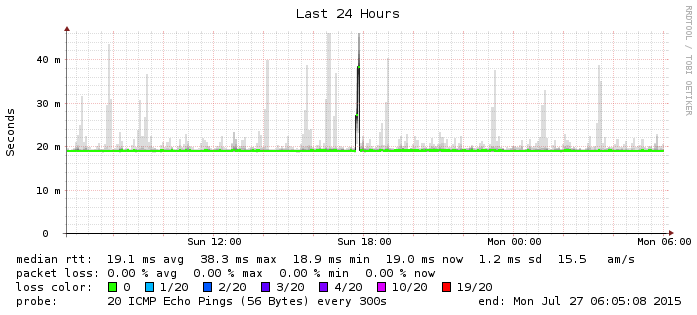 Last 24 Hours
RRDTOOL / TOBI OETIKER
Seconds
40 m
30 m
20 m
10 m
0
Sun 12:00 Sun 18:00 Mon 00:00 Mon 06:00
median rtt: 19.1 ms avg 38.3 ms max 18.9 ms min 19.0 ms now 1.2 ms sd 15.5 am/s
packet loss: 0.00 % avg 0.00 % max 0.00 % min 0.00 % now
loss color: 0 1/20 2/20 3/20 4/20 10/20 19/20
probe: 20 ICMP Echo Pings (56 Bytes) every 300s end: Mon Jul 27 06:05:08 2015